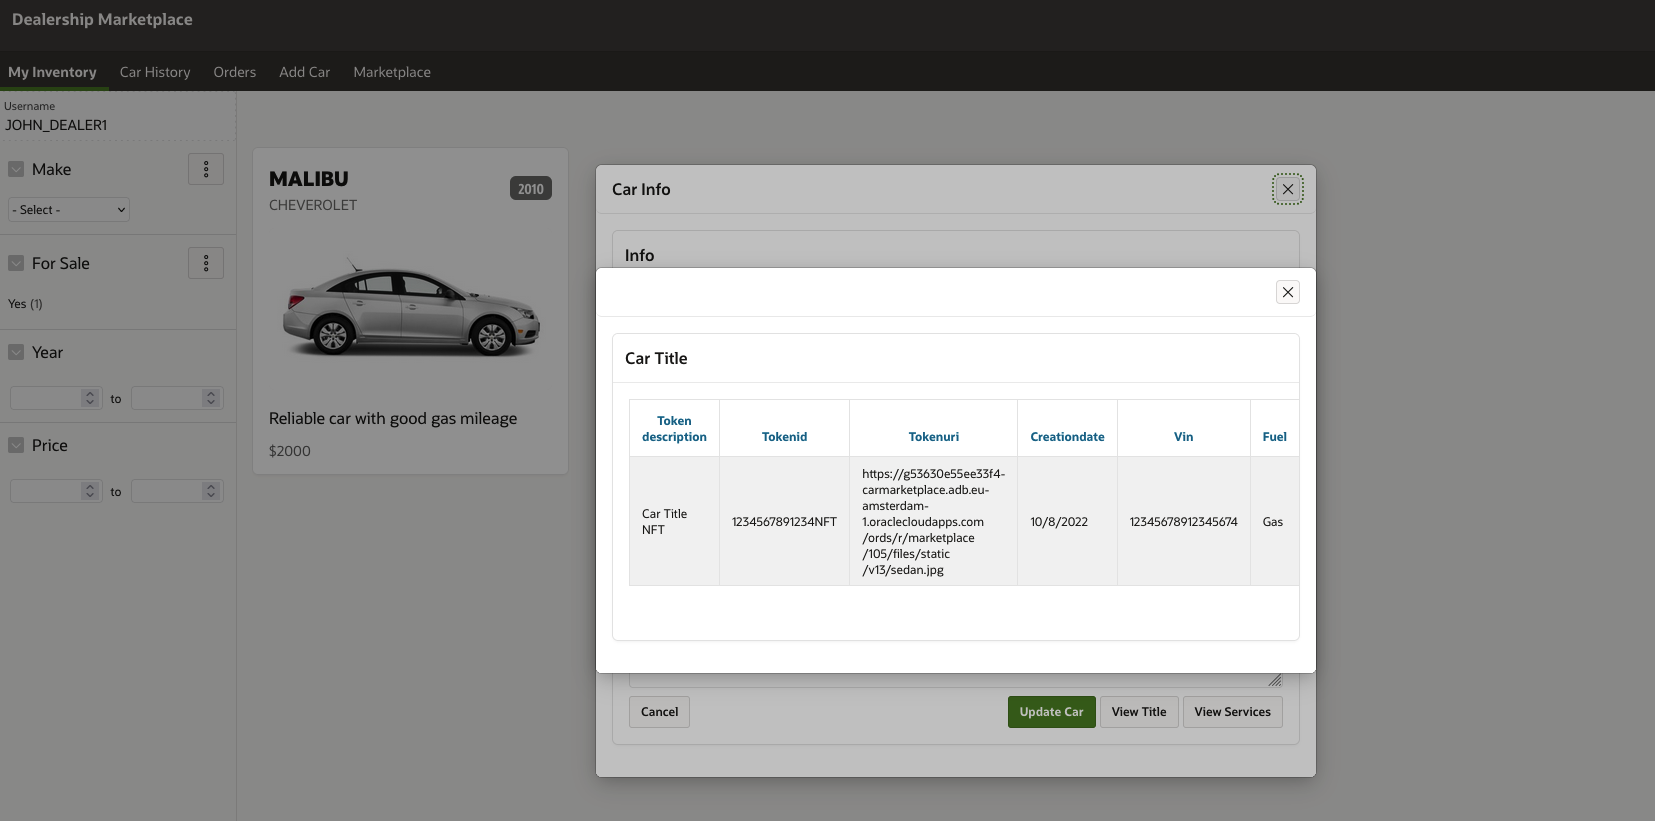 Dealership Marketplace
My Inventory Car History Orders Add Car Marketplace
Username
JOHN_DEALER1
Make
- Select -
For Sale
Yes (1)
Year
to
Price
to
MALIBU
2010
CHEVEROLET
Reliable car with good gas mileage
$2000
Car Info
Info
Car Title
Token
description
Tokenid
Tokenuri
Creationdate
Vin
Fuel
Car Title
NFT
1234567891234NFT
https://g53630e55ee33f4-
carmarketplace.adb.eu-
amsterdam-
1.oraclecloudapps.com
/ords/r/marketplace
/105/files/static
/v13/sedan.jpg
10/8/2022
12345678912345674
Gas
Cancel Update Car View Title View Services